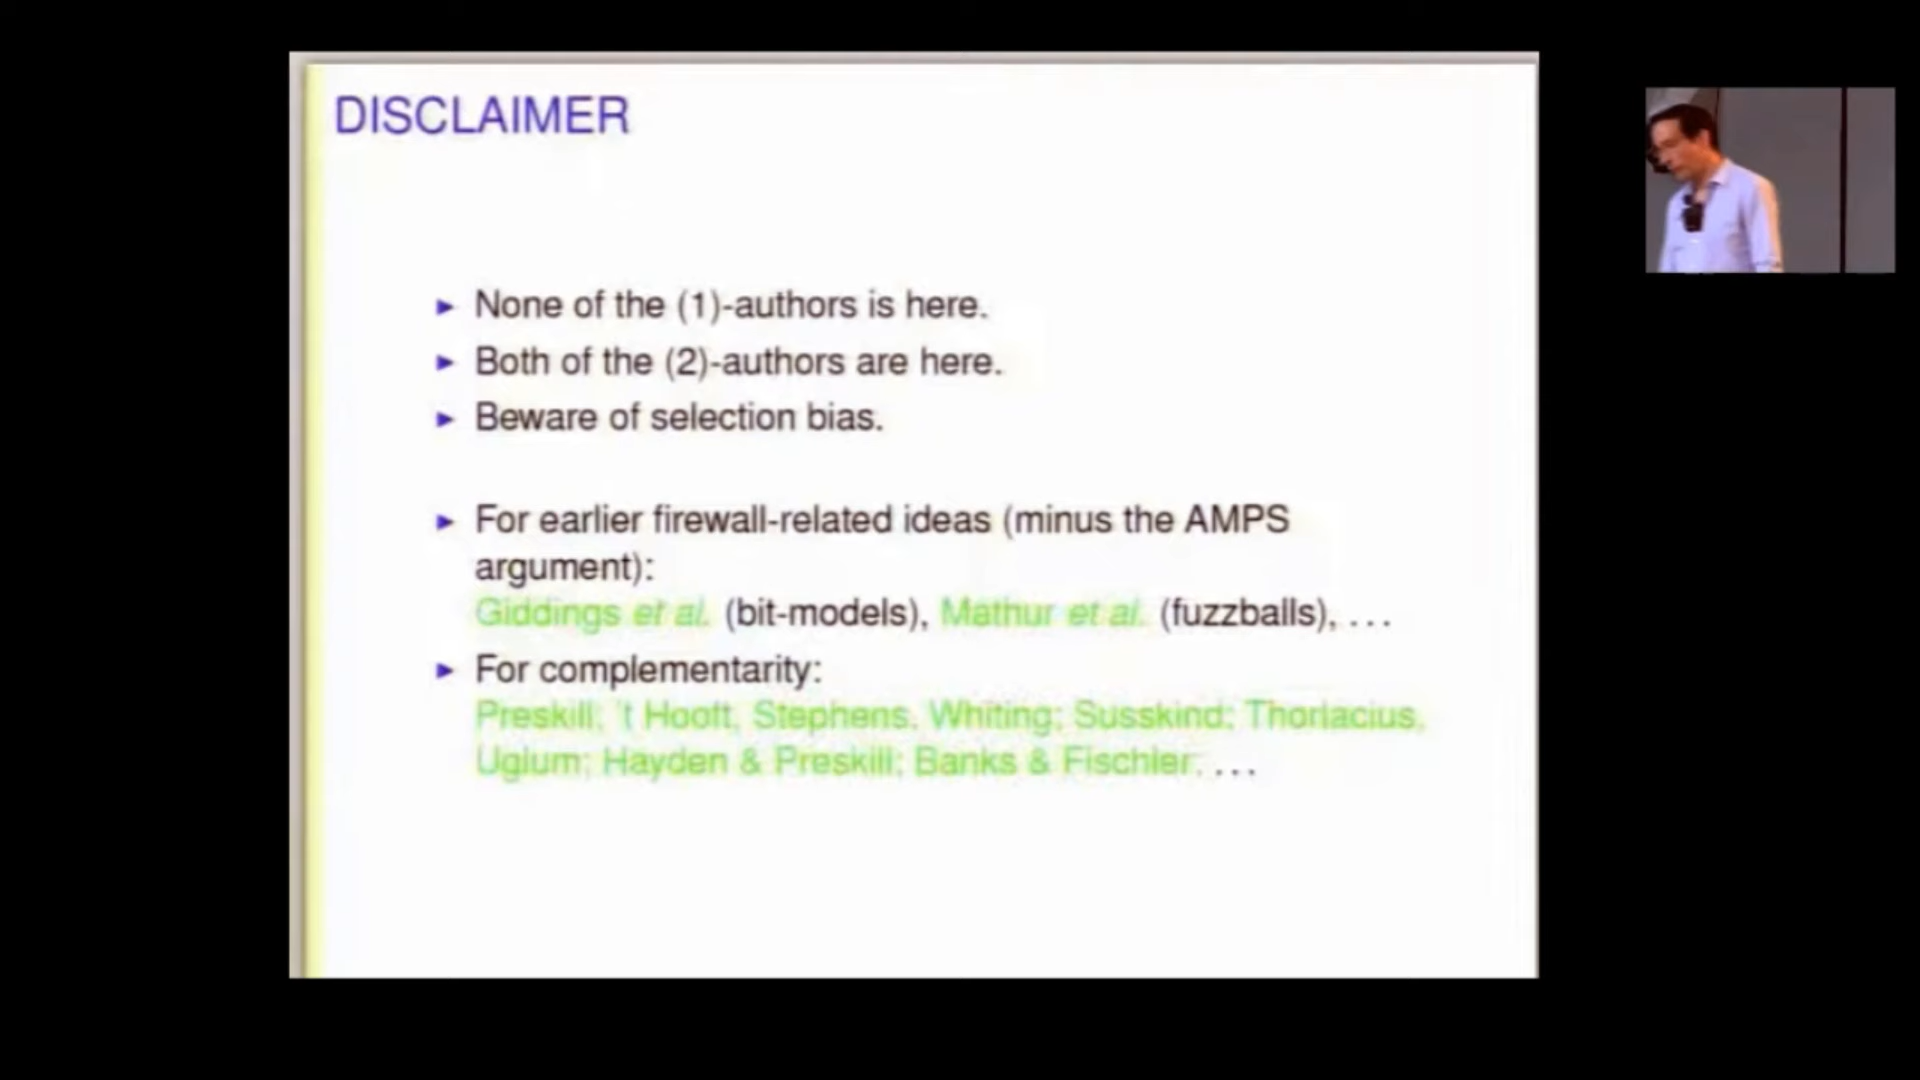 DISCLAIMER
► None of the (1)-authors is here.
► Both of the (2)-authors are here.
► Beware of selection bias.
► For earlier firewall-related ideas (minus the AMPS
argument):
Giddings et al. (bit-models), Mathur et al. (fuzzballs), ...
► For complementarity:
Preskill; 't Hooft, Stephens, Whiting; Susskind; Thorlacius,
Uglum; Hayden & Preskill; Banks & Fischler; ...